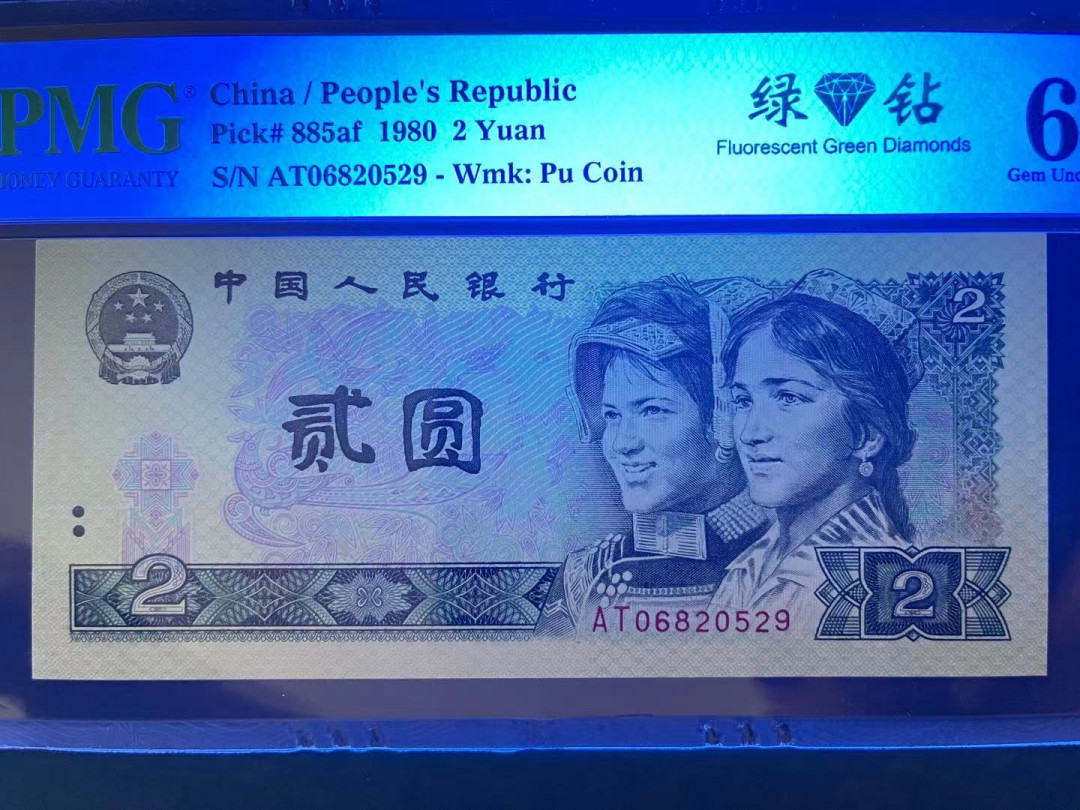 PMG®
MONEY GUARANTY
China / People's Republic
Pick# 885af 1980 2 Yuan
S/N AT06820529 - Wmk: Pu Coin
绿 钻
Fluorescent Green Diamonds
6
Gem Unc
中国人民银行
2
贰圆
2
AT06820529
2